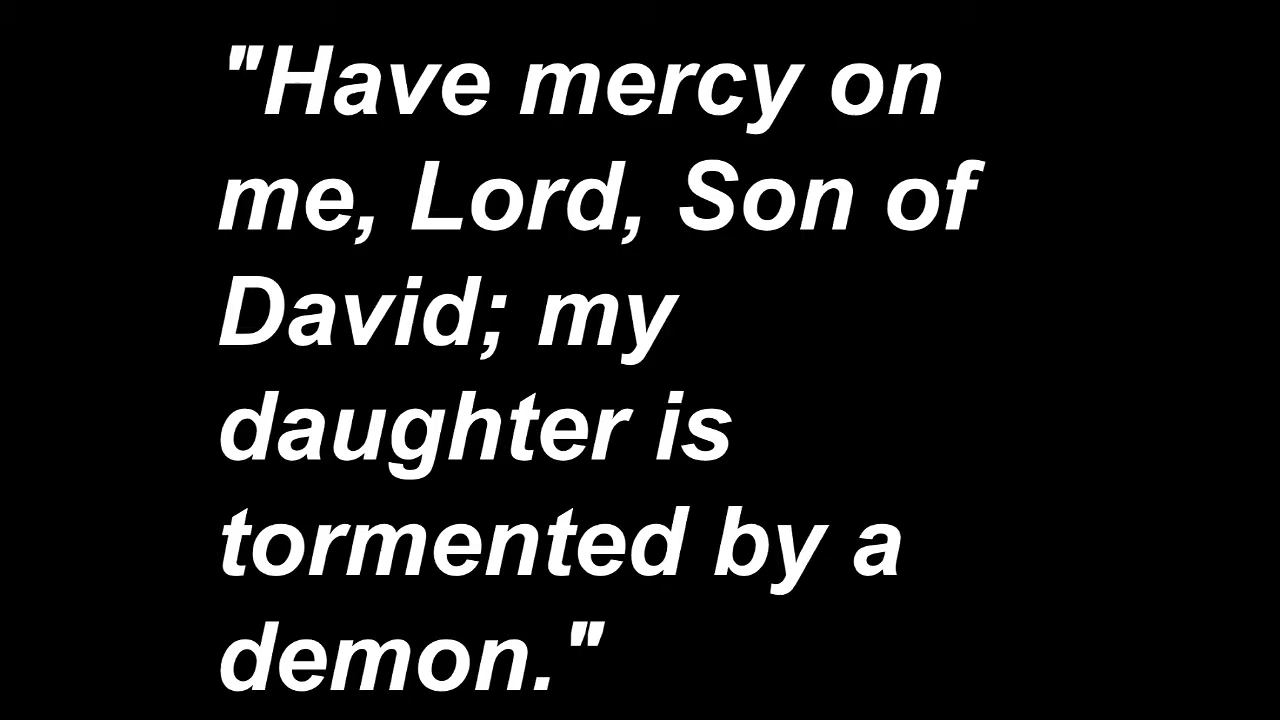 "Have mercy on
me, Lord, Son of
David; my
daughter is
tormented by a
demon."